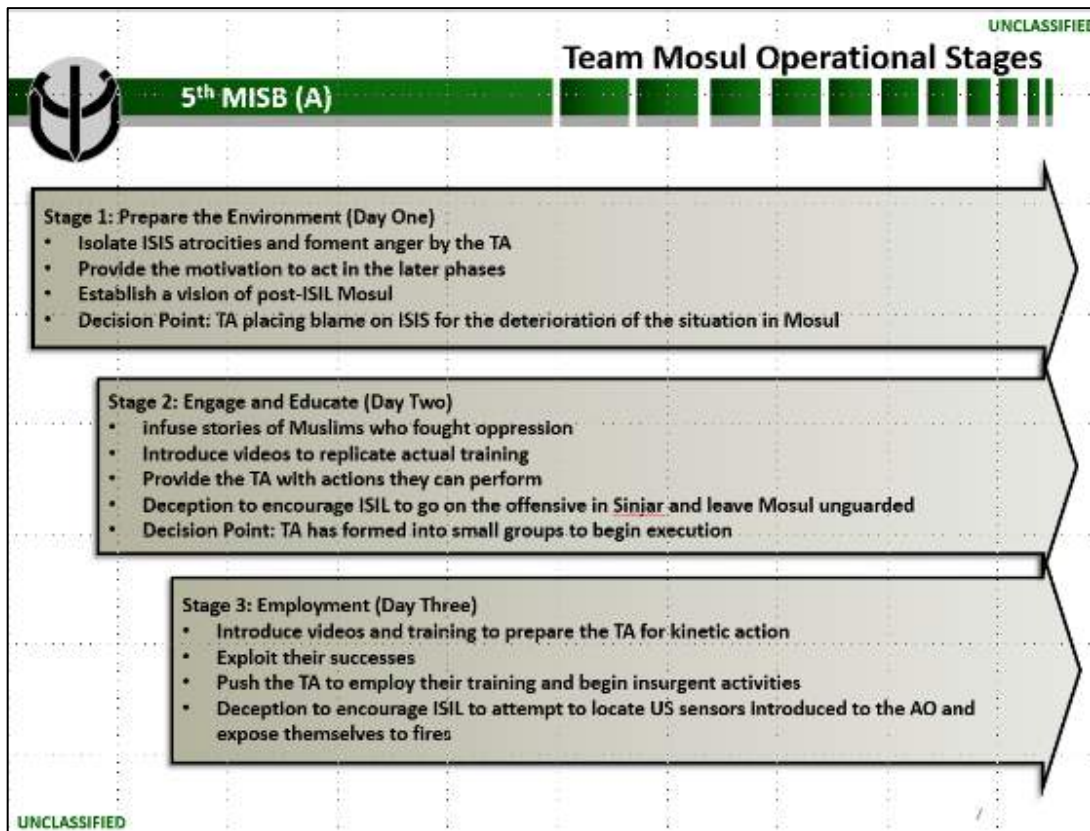 UNCLASSIFIED
Team Mosul Operational Stages
5th MISB (A)
Stage 1: Prepare the Environment (Day One)
• Isolate ISIS atrocities and foment anger by the TA
• Provide the motivation to act in the later phases
• Establish a vision of post-ISIL Mosul
• Decision Point: TA placing blame on ISIS for the deterioration of the situation in Mosul
Stage 2: Engage and Educate (Day Two)
• infuse stories of Muslims who fought oppression
• Introduce videos to replicate actual training
• Provide the TA with actions they can perform
• Deception to encourage ISIL to go on the offensive in Sinjar and leave Mosul unguarded
• Decision Point: TA has formed into small groups to begin execution
Stage 3: Employment (Day Three)
• Introduce videos and training to prepare the TA for kinetic action
• Exploit their successes
• Push the TA to employ their training and begin insurgent activities
• Deception to encourage ISIL to attempt to locate US sensors introduced to the AO and
expose themselves to fires
UNCLASSIFIED